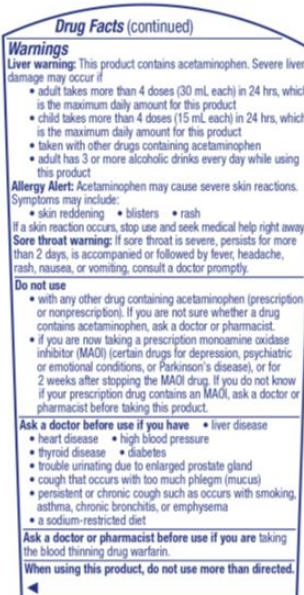 Drug Facts (continued)
Warnings
Liver warning: This product contains acetaminophen. Severe liver
damage may occur if
• adult takes more than 4 doses (30 mL each) in 24 hrs, which
is the maximum daily amount for this product
• child takes more than 4 doses (15 mL each) in 24 hrs, which
is the maximum daily amount for this product
• taken with other drugs containing acetaminophen
• adult has 3 or more alcoholic drinks every day while using
this product
Allergy Alert: Acetaminophen may cause severe skin reactions.
Symptoms may include:
• skin reddening • blisters • rash
If a skin reaction occurs, stop use and seek medical help right away.
Sore throat warning: If sore throat is severe, persists for more
than 2 days, is accompanied or followed by fever, headache,
rash, nausea, or vomiting, consult a doctor promptly.
Do not use
• with any other drug containing acetaminophen (prescription
or nonprescription). If you are not sure whether a drug
contains acetaminophen, ask a doctor or pharmacist.
• if you are now taking a prescription monoamine oxidase
inhibitor (MAOI) (certain drugs for depression, psychiatric
or emotional conditions, or Parkinson's disease), or for
2 weeks after stopping the MAOI drug. If you do not know
if your prescription drug contains an MAOI, ask a doctor or
pharmacist before taking this product.
Ask a doctor before use if you have • liver disease
• heart disease • high blood pressure
• thyroid disease • diabetes
• trouble urinating due to enlarged prostate gland
• cough that occurs with too much phlegm (mucus)
• persistent or chronic cough such as occurs with smoking,
asthma, chronic bronchitis, or emphysema
• a sodium-restricted diet
Ask a doctor or pharmacist before use if you are taking
the blood thinning drug warfarin.
When using this product, do not use more than directed.